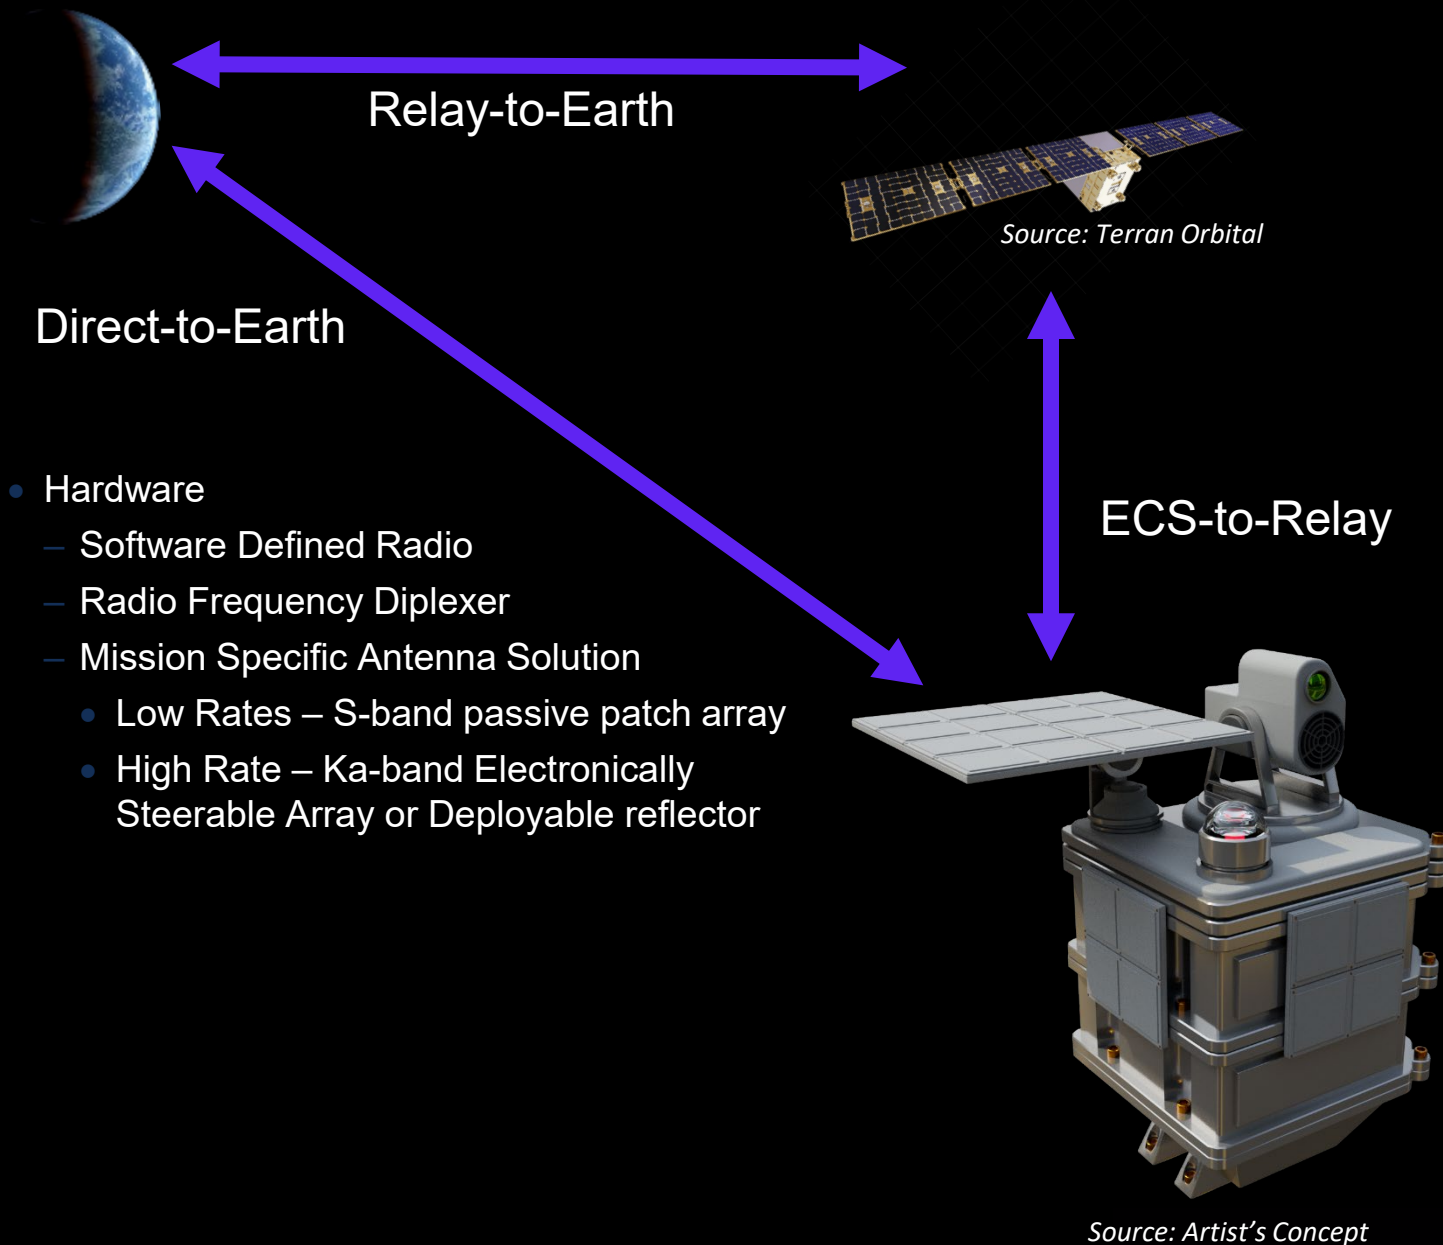 Relay-to-Earth
Source: Terran Orbital
Direct-to-Earth
ECS-to-Relay
• Hardware
– Software Defined Radio
– Radio Frequency Diplexer
– Mission Specific Antenna Solution
• Low Rates – S-band passive patch array
• High Rate – Ka-band Electronically
Steerable Array or Deployable reflector
Source: Artist’s Concept